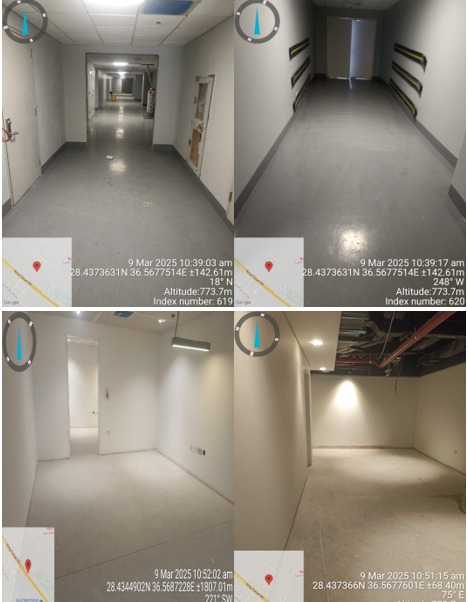 9 Mar 2025 10:39:03 am
28.4373631N 36.5677514E ±142.61m
18° N
Altitude:773.7m
Index number: 619
Google
9 Mar 2025 10:39:17 am
28.4373631N 36.5677514E ±142.61m
248° W
Altitude:773.7m
Index number: 620
Google
9 Mar 2025 10:52:02 am
28.4344902N 36.5687228E ±1807.01m
221° SW
9 Mar 2025 10:51:15 am
28.437366N 36.5677601E ±68.40m
75° E